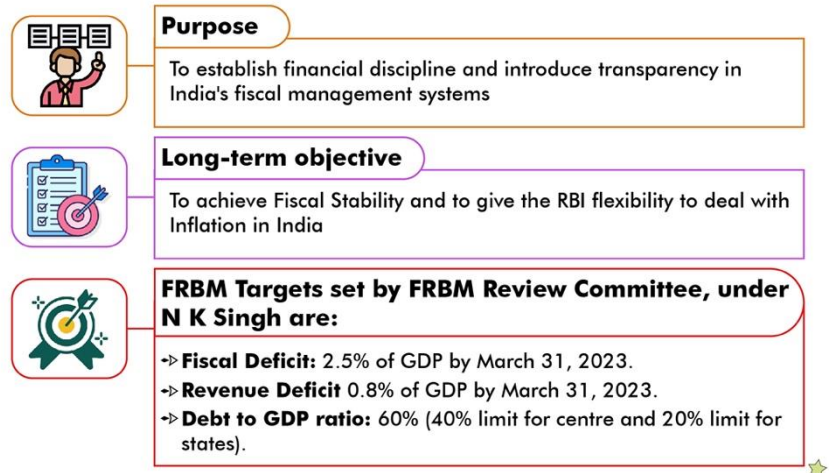 Purpose
To establish financial discipline and introduce transparency in
India's fiscal management systems
Long-term objective
To achieve Fiscal Stability and to give the RBI flexibility to deal with
Inflation in India
FRBM Targets set by FRBM Review Committee, under
N K Singh are:
Fiscal Deficit: 2.5% of GDP by March 31, 2023.
Revenue Deficit 0.8% of GDP by March 31, 2023.
Debt to GDP ratio: 60% (40% limit for centre and 20% limit for
states).